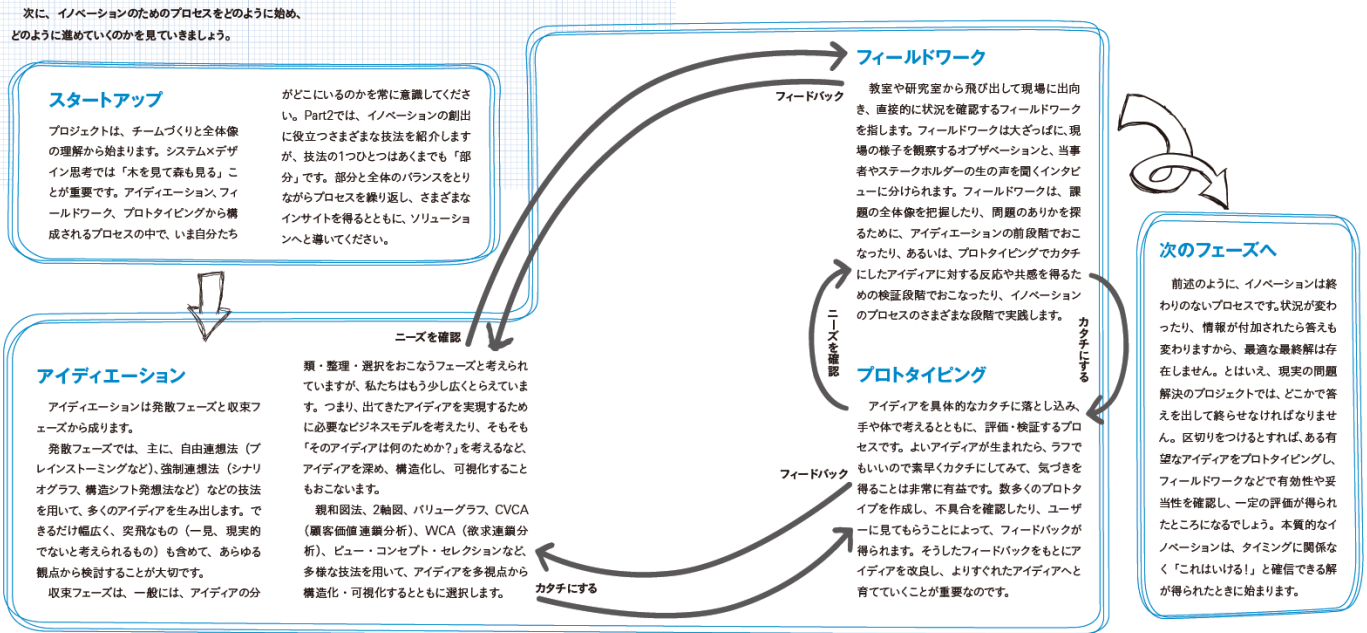 次に、イノベーションのためのプロセスをどのように始め、
どのように進めていくのかを見ていきましょう。
スタートアップ
プロジェクトは、チームづくりと全体像
の理解から始まります。システム×デザ
イン思考では「木を見て森も見る」こ
とが重要です。アイディエーション、フィ
ールドワーク、プロトタイピングから構
成されるプロセスの中で、いま自分たち
がどこにいるのかを常に意識してくださ
い。Part2では、イノベーションの創出
に役立つさまざまな技法を紹介します
が、技法の1つひとつはあくまでも「部
分」です。部分と全体のバランスをとり
ながらプロセスを繰り返し、さまざまな
インサイトを得るとともに、ソリューショ
ンへと導いてください。
アイディエーション
アイディエーションは発散フェーズと収束フ
ェーズから成ります。
発散フェーズでは、主に、自由連想法（ブ
レインストーミングなど）、強制連想法（シナリ
オグラフ、構造シフト発想法など）などの技法
を用いて、多くのアイディアを生み出します。で
きるだけ幅広く、突飛なもの（一見、現実的
でないと考えられるもの）も含めて、あらゆる
観点から検討することが大切です。
収束フェーズは、一般には、アイディアの分
類・整理・選択をおこなうフェーズと考えられ
ていますが、私たちはもう少し広くとらえていま
す。つまり、出てきたアイディアを実現するため
に必要なビジネスモデルを考えたり、そもそも
「そのアイディアは何のためか？」を考えるなど、
アイディアを深め、構造化し、可視化すること
もおこないます。
親和図法、2軸図、バリューグラフ、CVCA
（顧客価値連鎖分析）、WCA（欲求連鎖分
析）、ピュー・コンセプト・セレクションなど、
多様な技法を用いて、アイディアを多視点から
構造化・可視化するとともに選択します。
ニーズを確認
フィードバック
フィールドワーク
教室や研究室から飛び出して現場に出向
き、直接的に状況を確認するフィールドワーク
を指します。フィールドワークは大ざっぱに、現
場の様子を観察するオブザベーションと、当事
者やステークホルダーの生の声を聞くインタビ
ューに分けられます。フィールドワークは、課
題の全体像を把握したり、問題のありかを探
るために、アイディエーションの前段階でおこ
なったり、あるいは、プロトタイピングでカタチ
にしたアイディアに対する反応や共感を得るた
めの検証段階でおこなったり、イノベーション
のプロセスのさまざまな段階で実践します。
ニーズを確認
カタチにする
プロトタイピング
アイディアを具体的なカタチに落とし込み、
手や体で考えるとともに、評価・検証するプロ
セスです。よいアイディアが生まれたら、ラフで
もいいので素早くカタチにしてみて、気づきを
得ることは非常に有益です。数多くのプロトタ
イプを作成し、不具合を確認したり、ユーザ
ーに見てもらうことによって、フィードバックが
得られます。そうしたフィードバックをもとにア
イディアを改良し、よりすぐれたアイディアへと
育てていくことが重要なのです。
フィードバック
カタチにする
次のフェーズへ
前述のように、イノベーションは終
わりのないプロセスです。状況が変わ
ったり、情報が付加されたら答えも
変わりますから、最適な最終解は存
在しません。とはいえ、現実の問題
解決のプロジェクトでは、どこかで答
えを出して終らせなければなりませ
ん。区切りをつけるとすれば、ある有
望なアイディアをプロトタイピングし、
フィールドワークなどで有効性や妥
当性を確認し、一定の評価が得られ
たところになるでしょう。本質的なイ
ノベーションは、タイミングに関係な
く「これはいける！」と確信できる解
が得られたときに始まります。